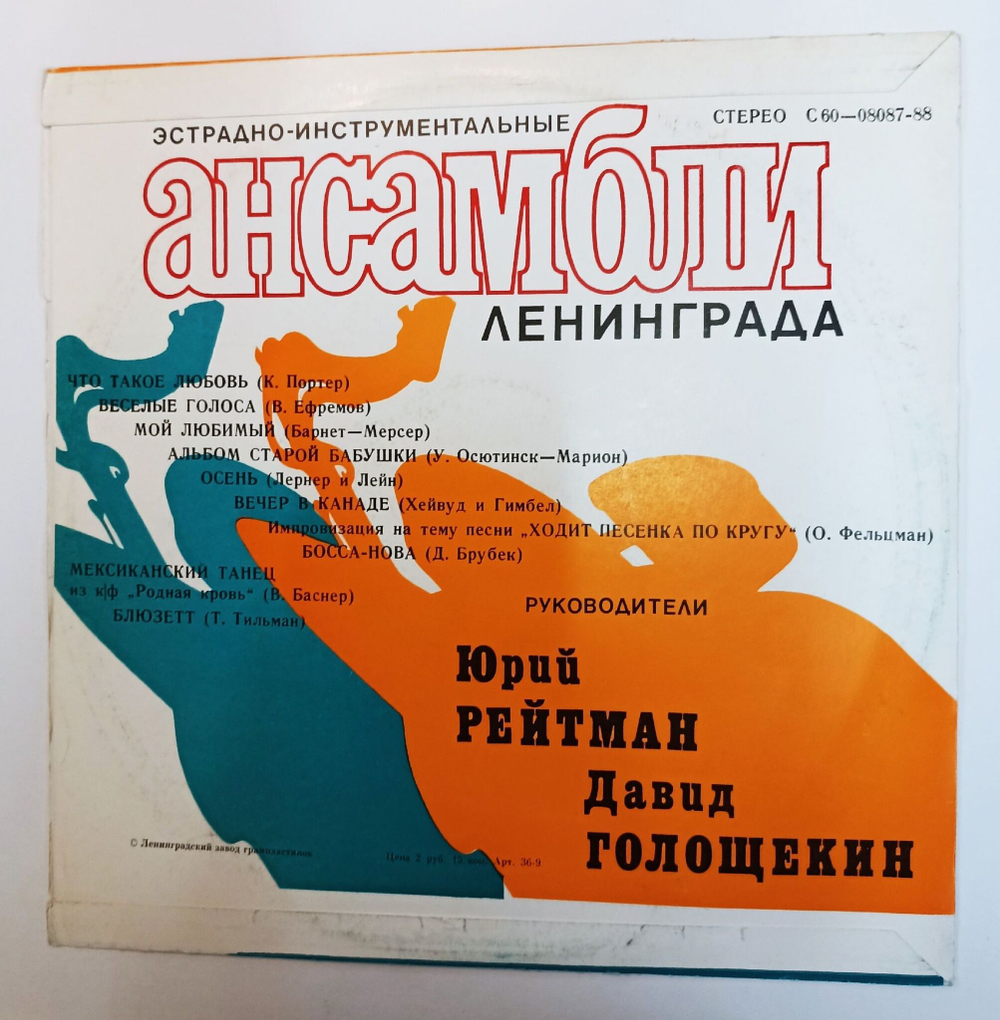 ЭСТРАДНО-ИНСТРУМЕНТАЛЬНЫЕ
СТЕРЕО С60—08087-88
ансамбли
ЛЕНИНГРАДА
ЧТО ТАКОЕ ЛЮБОВЬ (К. Портер)
ВЕСЕЛЫЕ ГОЛОСА (В. Ефремов)
МОЙ ЛЮБИМЫЙ (Барнет—Мерсер)
АЛЬБОМ СТАРОЙ БАБУШКИ (У. Осютинск—Марион)
ОСЕНЬ (Лернер и Лейн)
ВЕЧЕР В КАНАДЕ (Хейвуд и Гимбел)
Импровизация на тему песни „ХОДИТ ПЕСЕНКА ПО КРУГУ“ (О. Фельцман)
БОССА-НОВА (Д. Брубек)
МЕКСИКАНСКИЙ ТАНЕЦ
из к/ф „Родная кровь“ (В. Баснер)
БЛЮЗЕТТ (Т. Тильман)
РУКОВОДИТЕЛИ
Юрий
РЕЙТМАН
Давид
ГОЛОЩЕКИН
© Ленинградский завод грампластинок
Цена 2 руб. 15 коп. Арт. 36-9